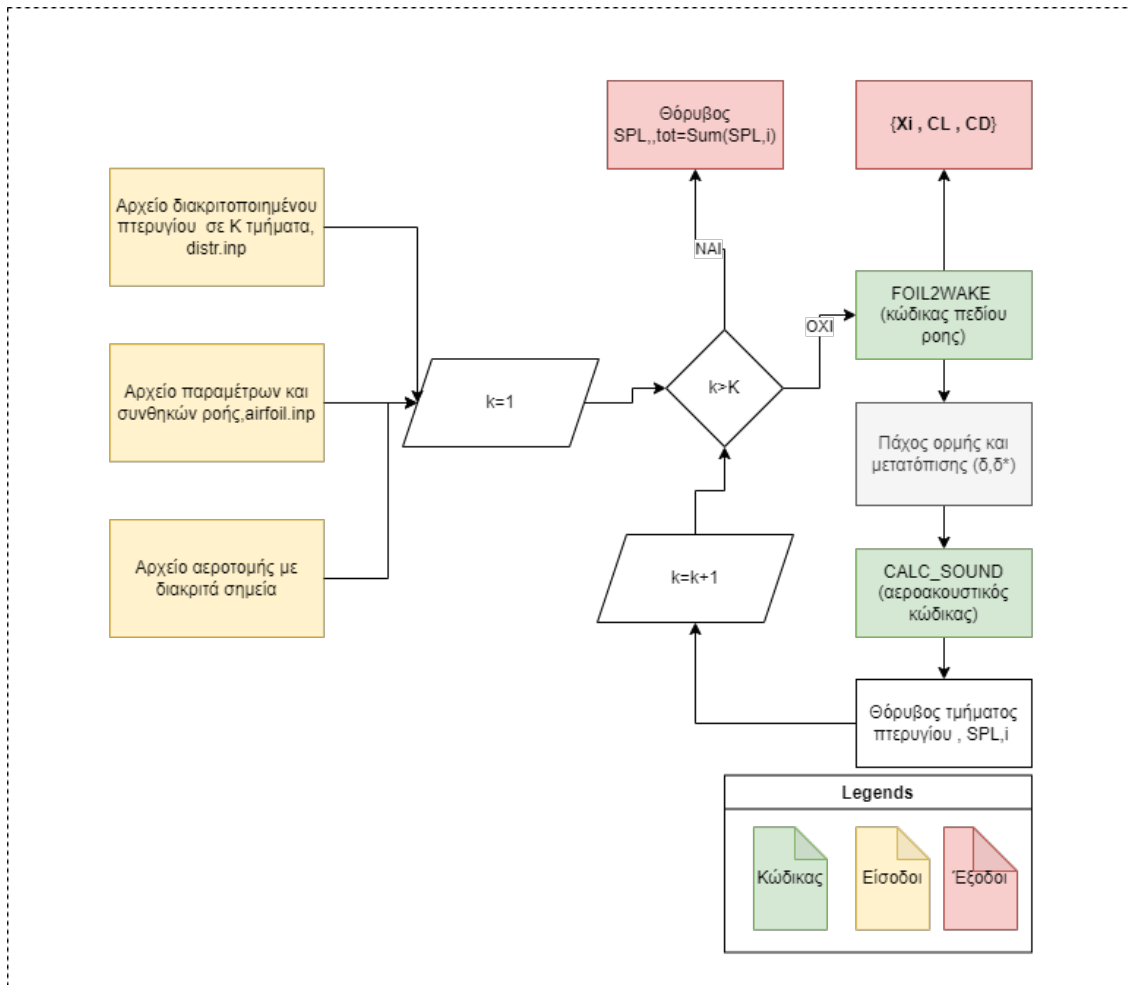 Θόρυβος
SPL,,tot=Sum(SPL,i)
{Xi , CL , CD}
Αρχείο διακριτοποιημένου
πτερυγίου σε Κ τμήματα,
distr.inp
ΝΑΙ
FOIL2WAKE
(κώδικας πεδίου
ροης)
ΟΧΙ
Αρχείο παραμέτρων και
συνθηκών ροής,airfoil.inp
k=1
k>K
Πάχος ορμής και
μετατόπισης (δ,δ*)
Αρχείο αεροτομής με
διακριτά σημεία
k=k+1
CALC_SOUND
(αεροακουστικός
κώδικας)
Θόρυβος τμήματος
πτερυγίου , SPL,i
Legends
Κώδικας
Είσοδοι
Έξοδοι